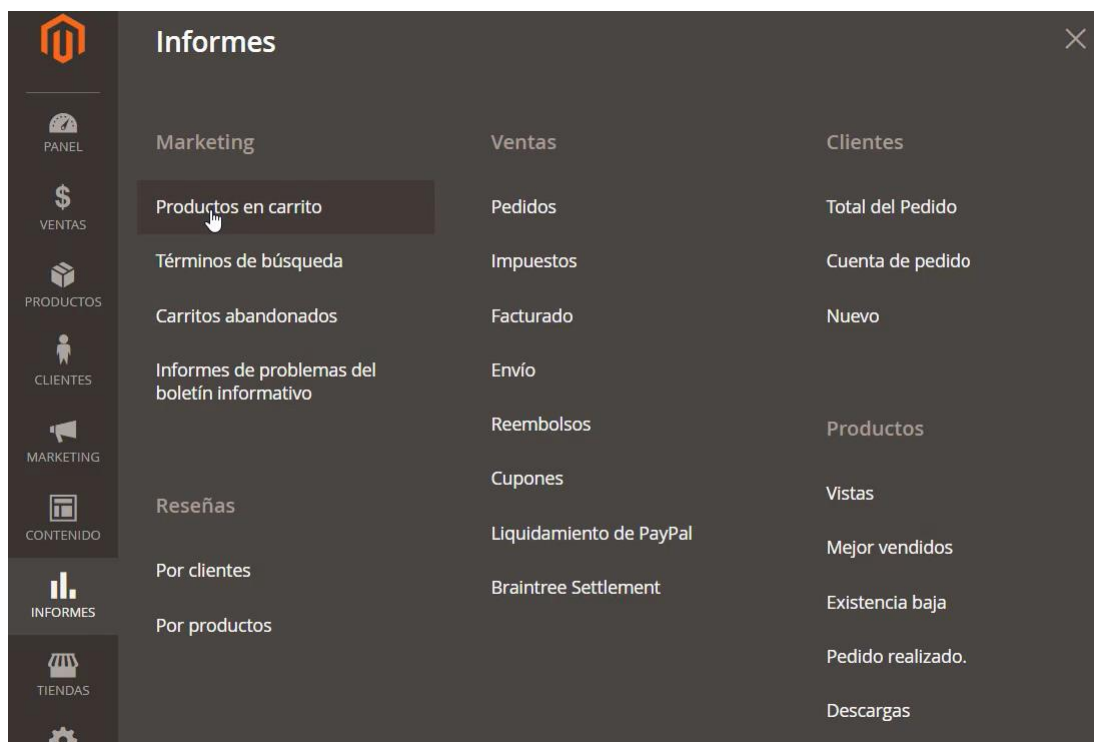 Informes
PANEL
VENTAS
PRODUCTOS
CLIENTES
MARKETING
CONTENIDO
INFORMES
TIENDAS
Marketing
Productos en carrito
Términos de búsqueda
Carritos abandonados
Informes de problemas del
boletín informativo
Reseñas
Por clientes
Por productos
Ventas
Pedidos
Impuestos
Facturado
Envío
Reembolsos
Cupones
Liquidamiento de PayPal
Braintree Settlement
Clientes
Total del Pedido
Cuenta de pedido
Nuevo
Productos
Vistas
Mejor vendidos
Existencia baja
Pedido realizado.
Descargas